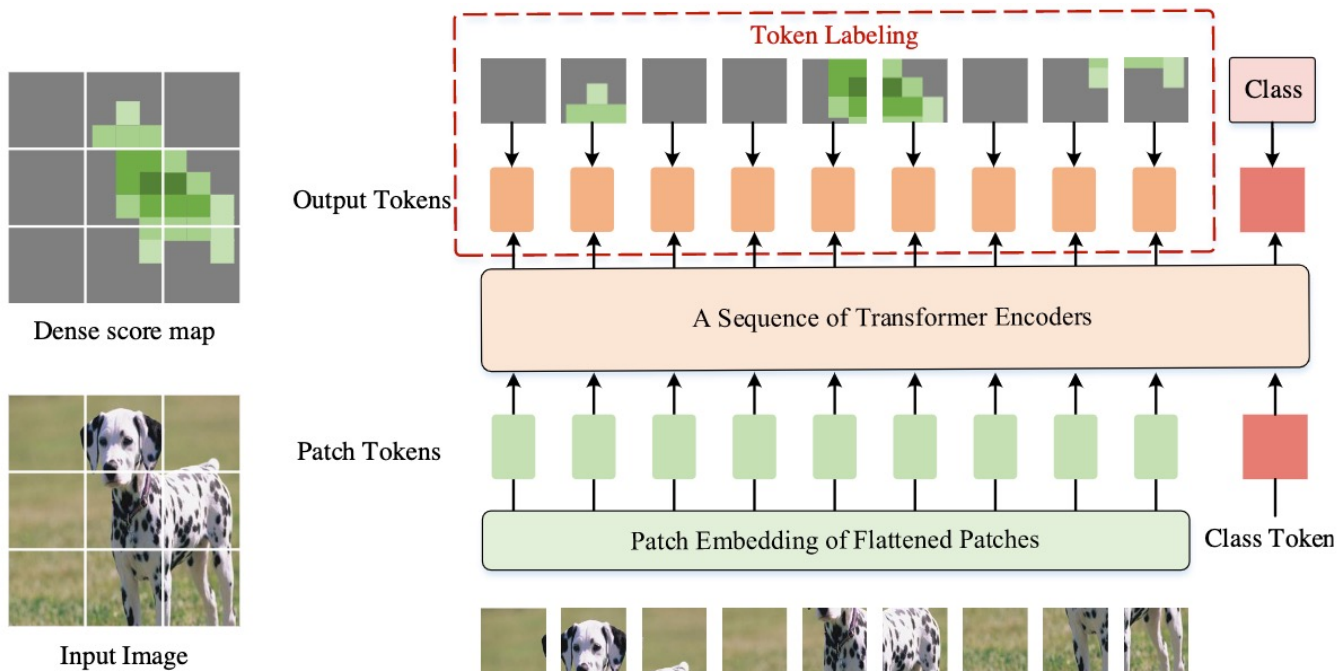 Token Labeling
Class
Output Tokens
Dense score map
A Sequence of Transformer Encoders
Patch Tokens
Patch Embedding of Flattened Patches
Class Token
Input Image